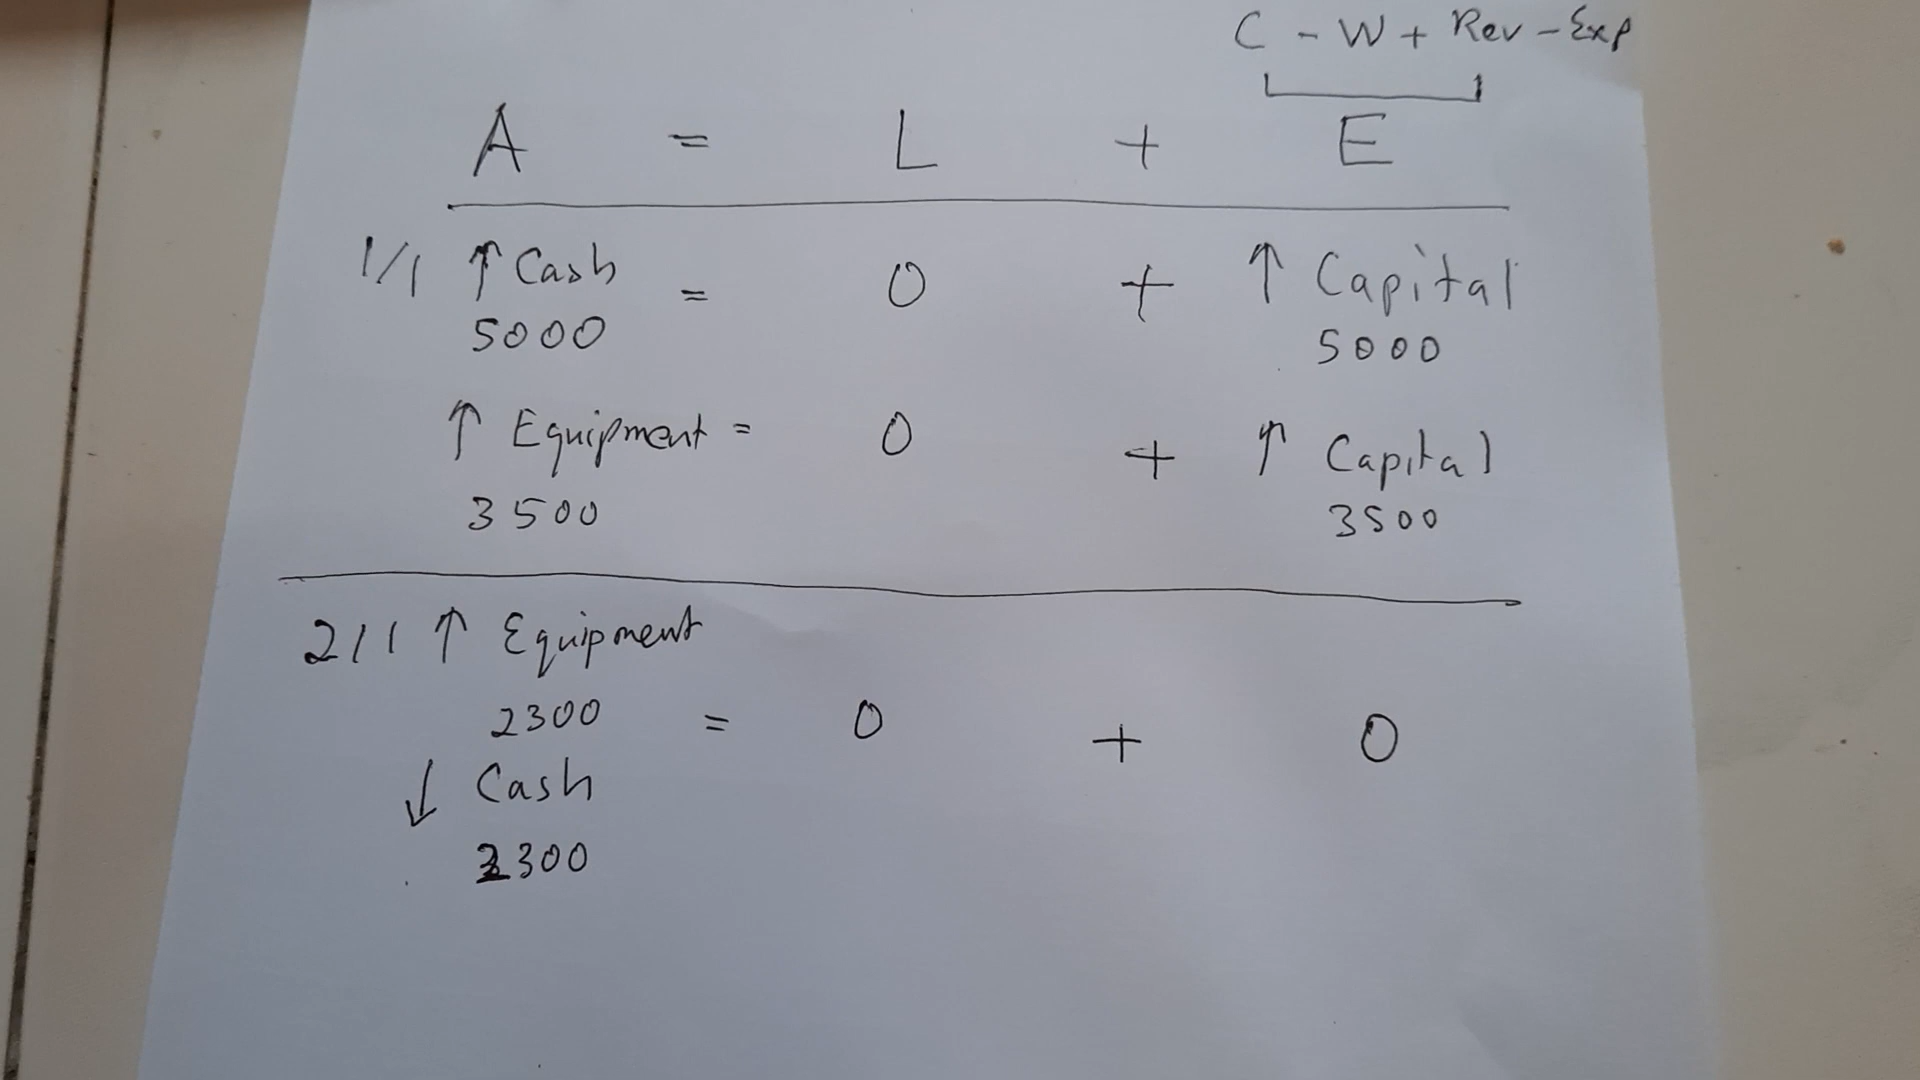 C - W + Rev - Exp
A = L + E
1/1 ↑ Cash = 0 + ↑ Capital
5000 5000
↑ Equipment = 0 + ↑ Capital
3500 3500
2/1 ↑ Equipment
2300 = 0 + 0
↓ Cash
2300